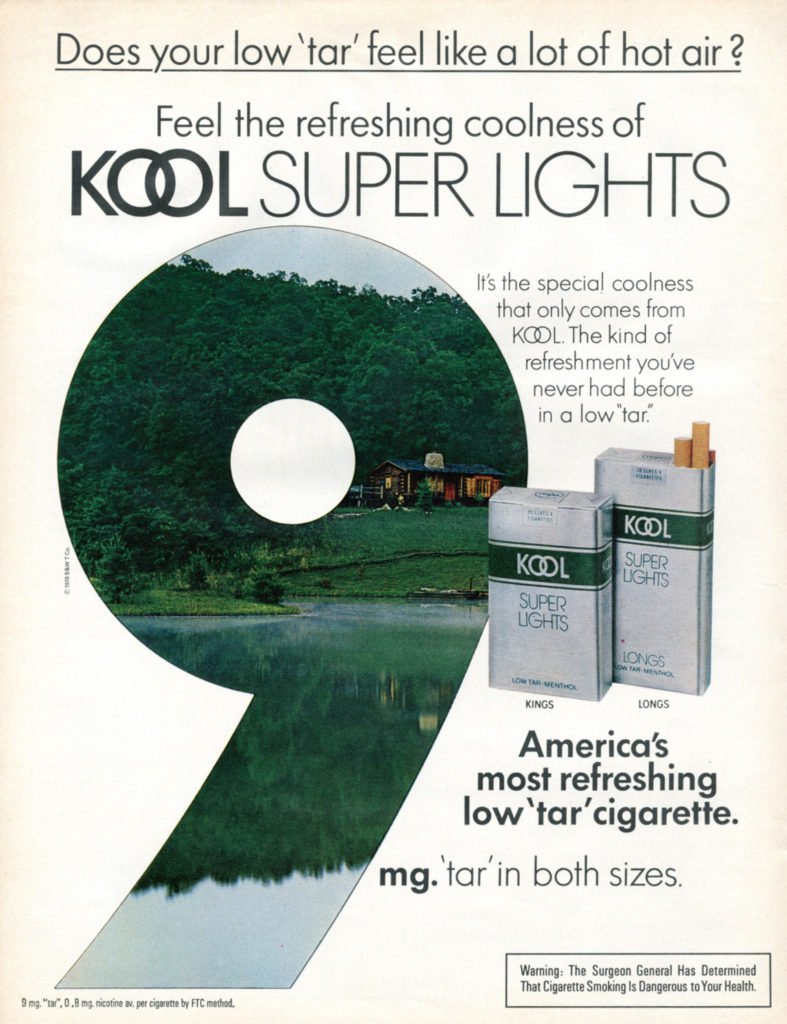 Does your low 'tar' feel like a lot of hot air?
Feel the refreshing coolness of
KOOL SUPER LIGHTS
It's the special coolness
that only comes from
KOOL. The kind of
refreshment you've
never had before
in a low "tar."
9
KOOL
SUPER
LIGHTS
LOW TAR-MENTHOL
KINGS
KOOL
SUPER
LIGHTS
LONGS
LOW TAR MENTHOL
LONGS
America's
most refreshing
low 'tar' cigarette.
mg. 'tar' in both sizes.
Warning: The Surgeon General Has Determined
That Cigarette Smoking Is Dangerous to Your Health.
9 mg. "tar", 0.8 mg. nicotine av. per cigarette by FTC method.